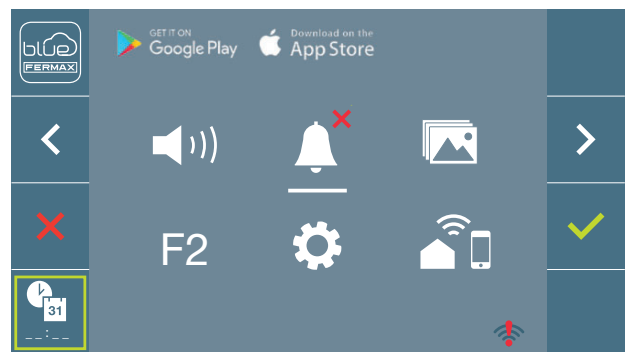 blue
FERMAX
GET IT ON
Google Play
Download on the
App Store
F2
31
_ _ : _ _